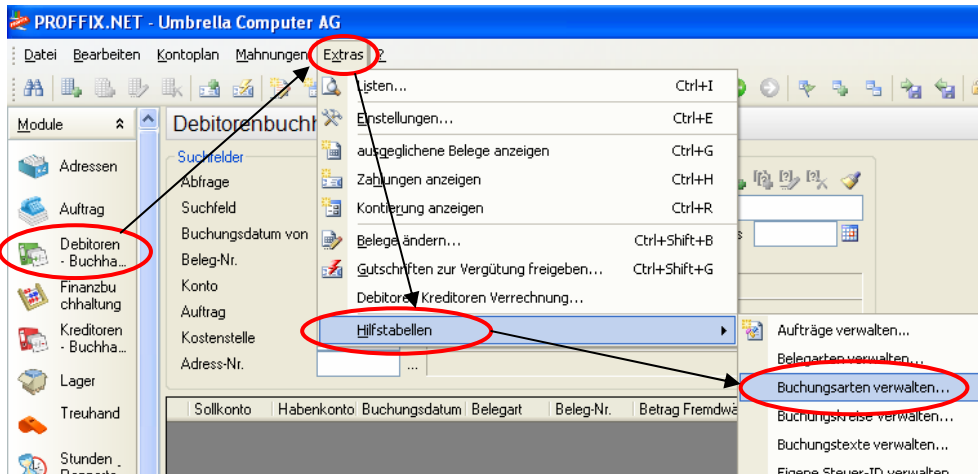 PROFFIX.NET - Umbrella Computer AG
Datei Bearbeiten Kontoplan Mahnungen Extras ?
Module
Adressen
Auftrag
Debitoren
- Buchha...
Finanzbu
chhaltung
Kreditoren
- Buchha...
Lager
Treuhand
Stunden
Debitorenbuchh
Suchfelder
Abfrage
Suchfeld
Buchungsdatum von
Beleg-Nr.
Konto
Auftrag
Kostenstelle
Adress-Nr.
...
s
Listen... Ctrl+I
Einstellungen... Ctrl+E
ausgeglichene Belege anzeigen Ctrl+G
Zahlungen anzeigen Ctrl+H
Kontierung anzeigen Ctrl+R
Belege ändern... Ctrl+Shift+B
Gutschriften zur Vergütung freigeben... Ctrl+Shift+G
Debitoren Kreditoren Verrechnung...
Hilfstabellen
Aufträge verwalten...
Belegarten verwalten...
Buchungsarten verwalten...
Buchungskreise verwalten...
Buchungstexte verwalten...
Eigene Steuer-ID verwalten
Sollkonto Habenkonto Buchungsdatum Belegart Beleg-Nr. Betrag Fremdwä